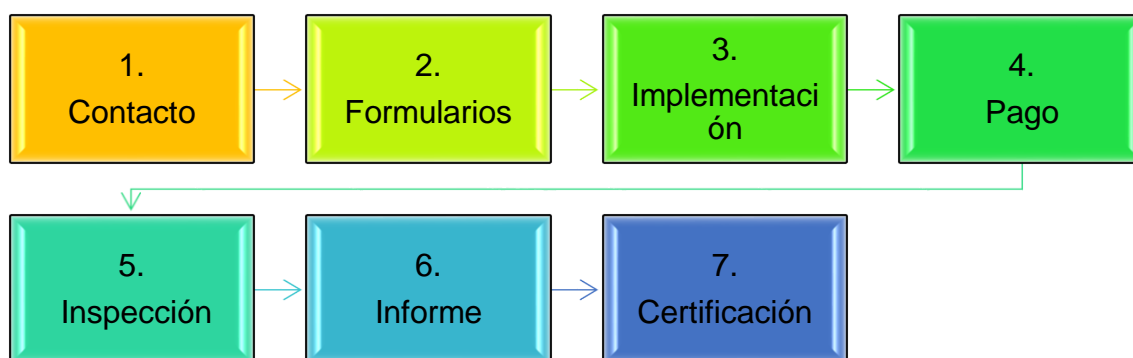 1.
Contacto
2.
Formularios
3.
Implementaci
ón
4.
Pago
5.
Inspección
6.
Informe
7.
Certificación